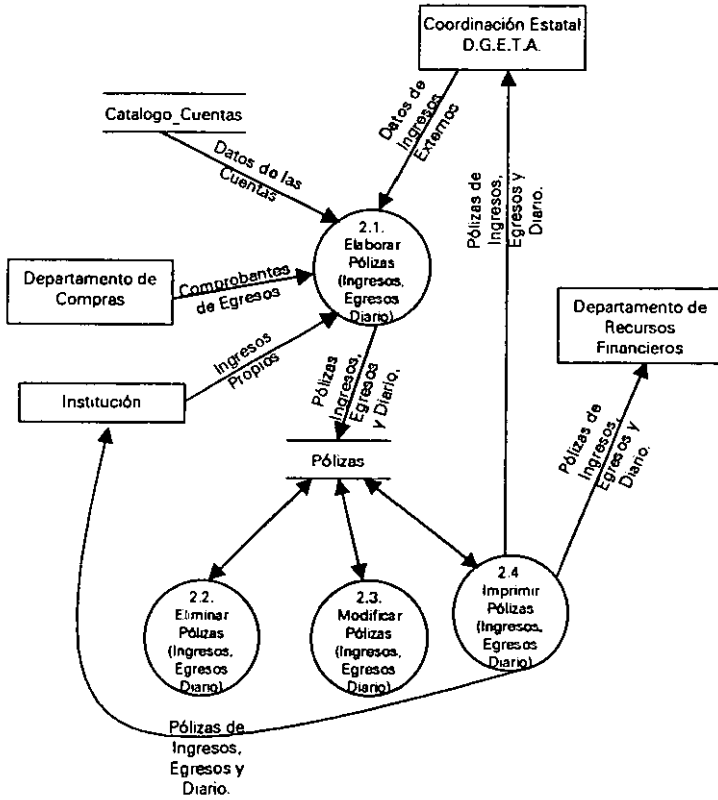 Coordinación Estatal
D.G.E.T.A.
Catalogo_Cuentas
Datos de
Ingresos
Externos
Datos de las
Cuentas
Pólizas de
Ingresos,
Egresos y
Diario.
2.1.
Elaborar
Pólizas
(Ingresos,
Egresos
Diario)
Departamento de
Compras
Comprobantes
de Egresos
Departamento de
Recursos
Financieros
Ingresos
Propios
Institución
Pólizas
Ingresos,
Egresos
y Diario.
Pólizas de
Ingresos,
Egresos y
Diario.
Pólizas
2.2.
Eliminar
Pólizas
(Ingresos,
Egresos
Diario)
2.3.
Modificar
Pólizas
(Ingresos,
Egresos
Diario)
2.4
Imprimir
Pólizas
(Ingresos,
Egresos
Diario)
Pólizas de
Ingresos,
Egresos y
Diario.